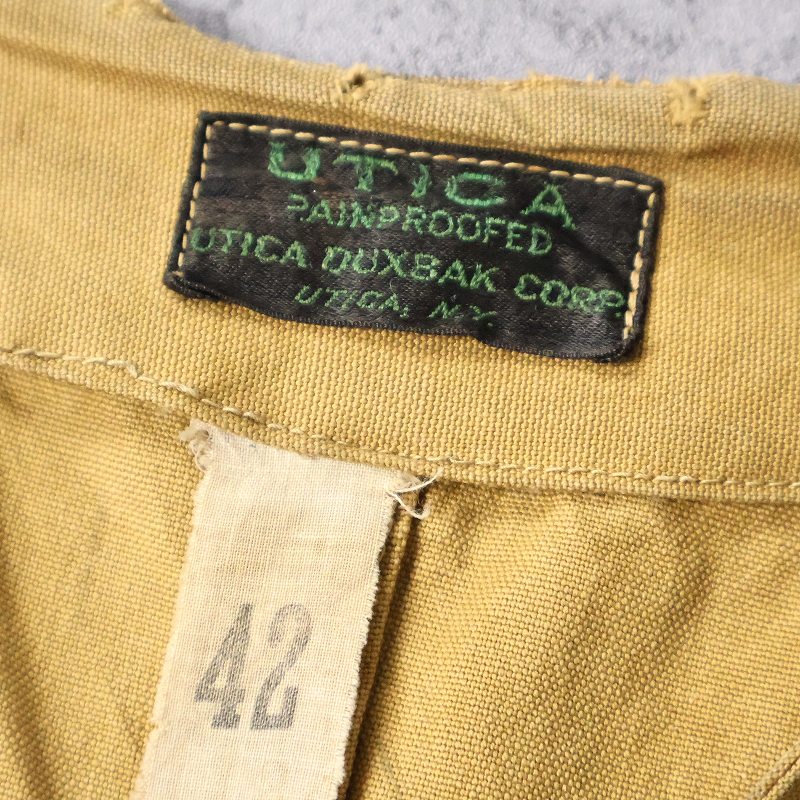 UTICA
RAINPROOFED
UTICA DUXBAK CORP.
UTICA, N.Y.
42